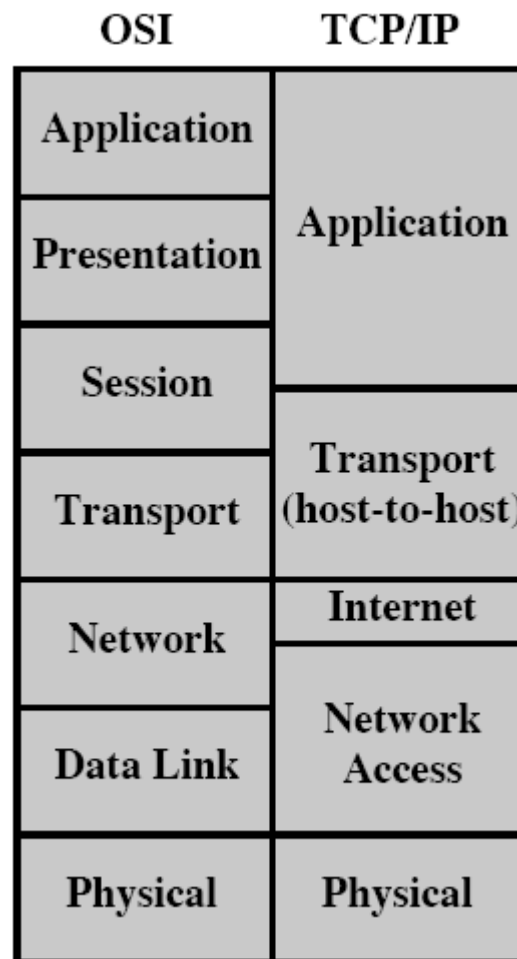 OSI
TCP/IP
Application
Presentation
Session
Transport
Network
Data Link
Physical
Application
Transport
(host-to-host)
Internet
Network
Access
Physical